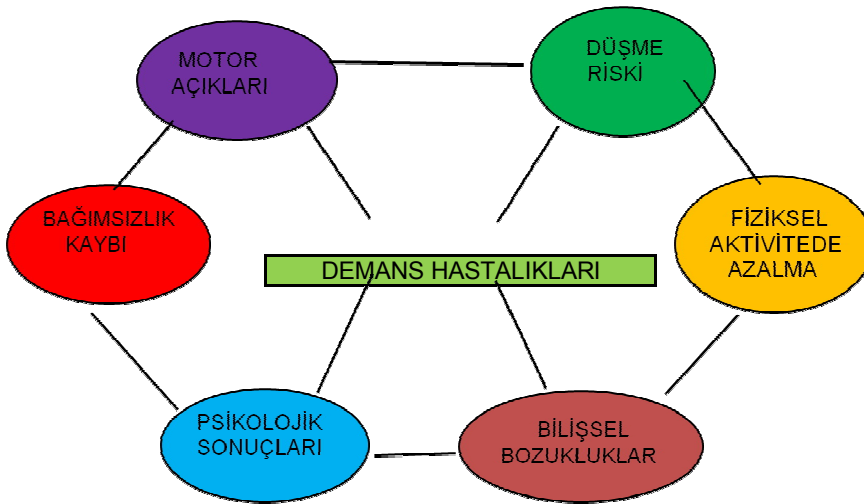 MOTOR
AÇIKLARI
DÜŞME
RİSKİ
BAĞIMSIZLIK
KAYBI
FİZİKSEL
AKTİVİTEDE
AZALMA
DEMANS HASTALIKLARI
PSİKOLOJİK
SONUÇLARI
BİLİŞSEL
BOZUKLUKLAR